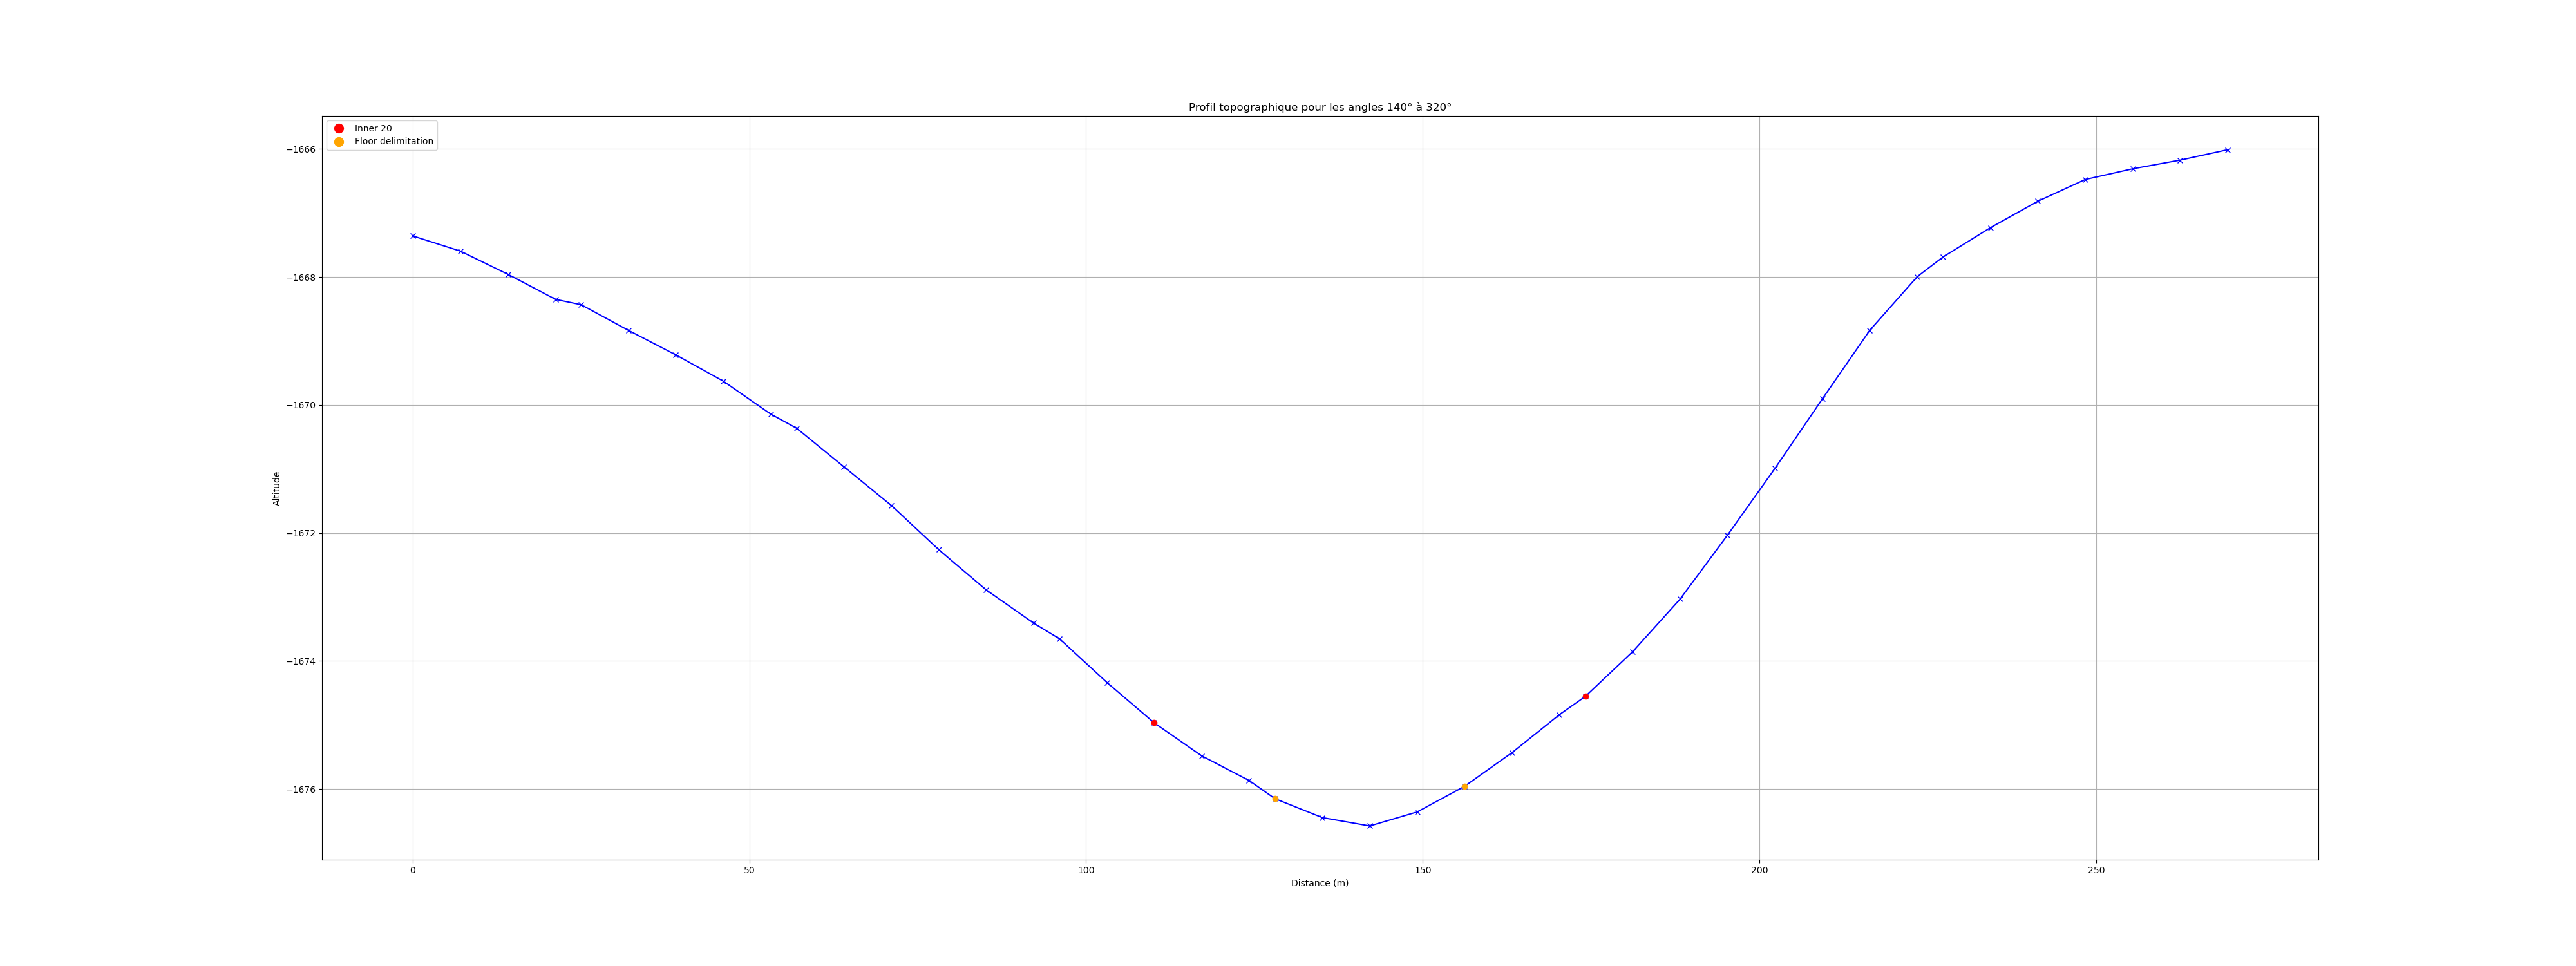 Profil topographique pour les angles 140° à 320°
Inner 20
Floor delimitation
−1666
−1668
−1670
−1672
−1674
−1676
Altitude
0
50
100
150
200
250
Distance (m)